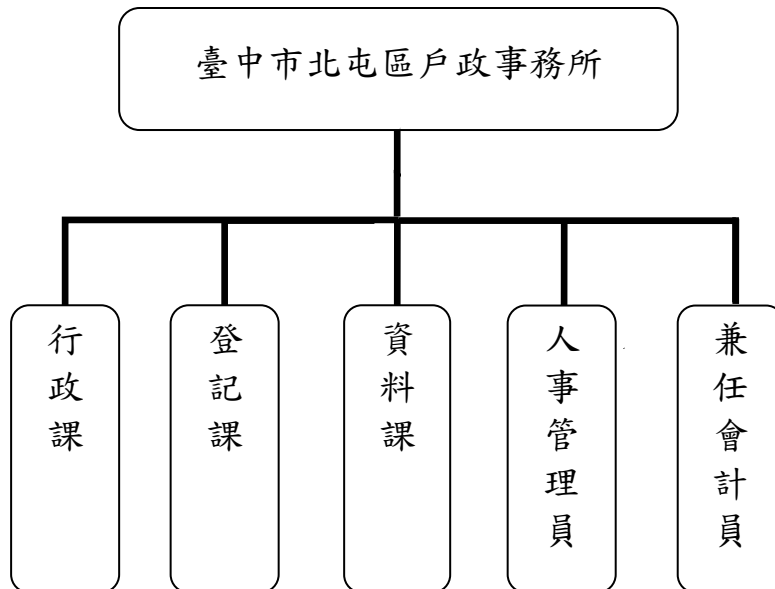 臺中市北屯區戶政事務所
行政課
登記課
資料課
人事管理員
兼任會計員